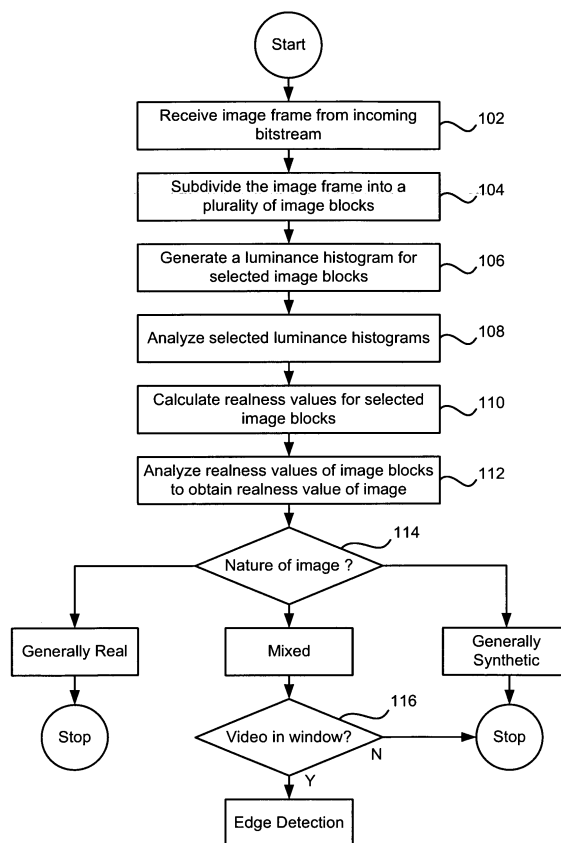 Start
Receive image frame from incoming
bitstream
102
Subdivide the image frame into a
plurality of image blocks
104
Generate a luminance histogram for
selected image blocks
106
Analyze selected luminance histograms
108
Calculate realness values for selected
image blocks
110
Analyze realness values of image blocks
to obtain realness value of image
112
114
Nature of image ?
Generally Real
Mixed
Generally
Synthetic
116
Stop
Video in window?
N
Stop
Y
Edge Detection